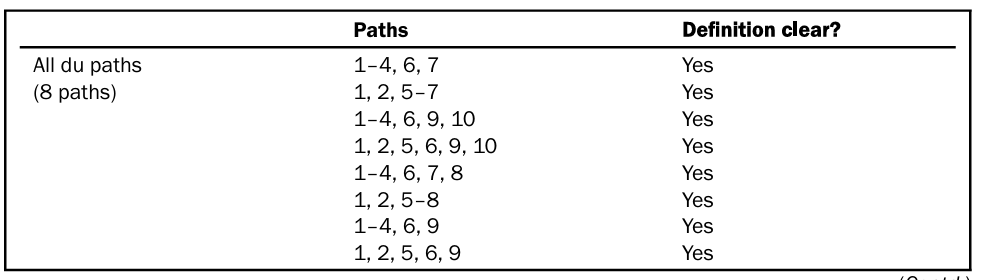 Paths Definition clear?
All du paths 1–4, 6, 7 Yes
(8 paths) 1, 2, 5–7 Yes
1–4, 6, 9, 10 Yes
1, 2, 5, 6, 9, 10 Yes
1–4, 6, 7, 8 Yes
1, 2, 5–8 Yes
1–4, 6, 9 Yes
1, 2, 5, 6, 9 Yes